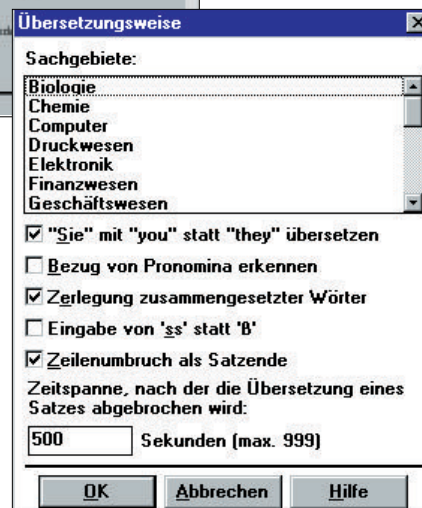 Übersetzungsweise
Sachgebiete:
Biologie
Chemie
Computer
Druckwesen
Elektronik
Finanzwesen
Geschäftswesen
"Sie" mit "you" statt "they" übersetzen
Bezug von Pronomina erkennen
Zerlegung zusammengesetzter Wörter
Eingabe von 'ss' statt 'ß'
Zeilenumbruch als Satzende
Zeitspanne, nach der die Übersetzung eines
Satzes abgebrochen wird:
500 Sekunden (max. 999)
OK Abbrechen Hilfe